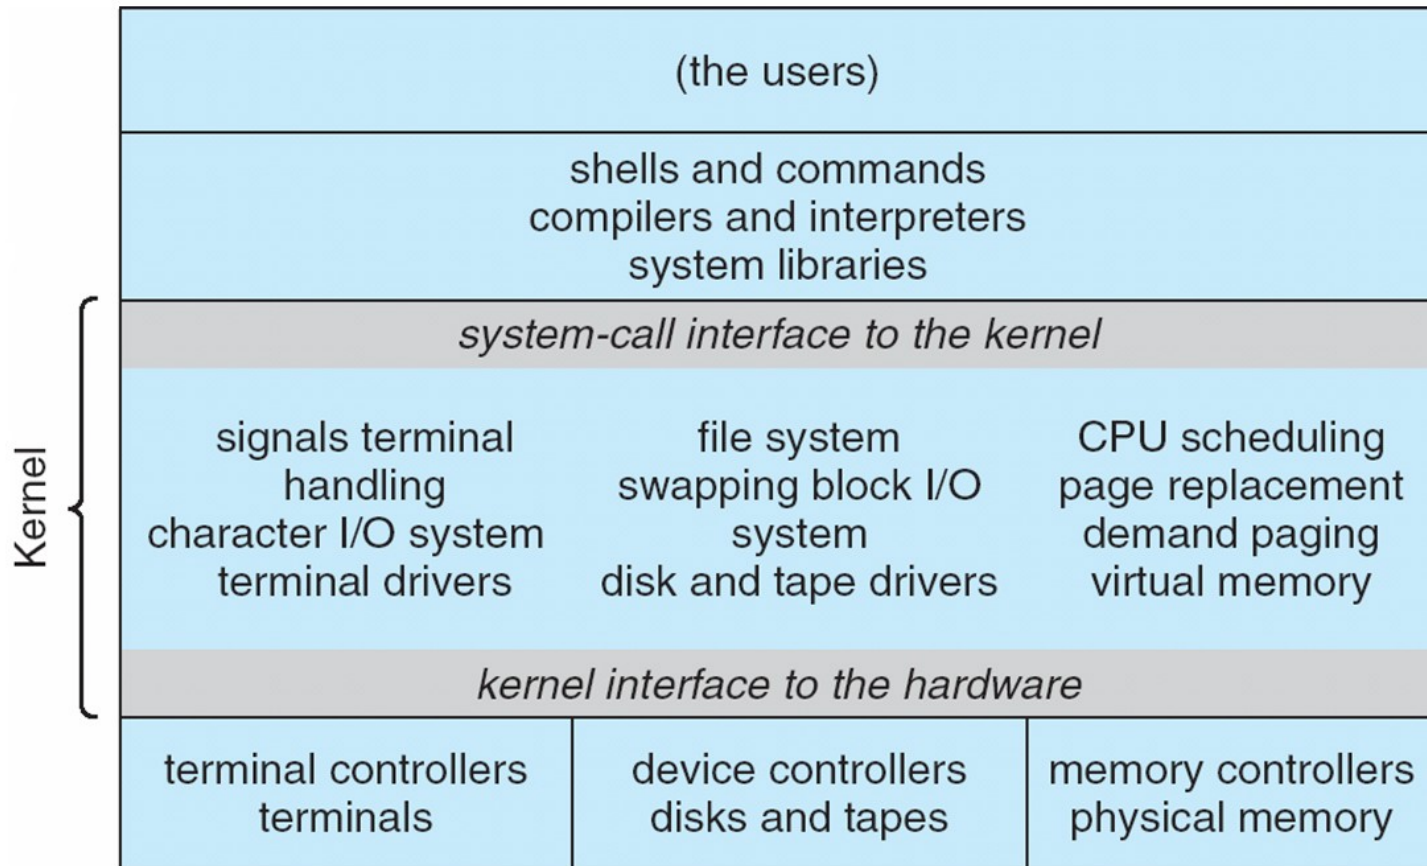 (the users)
shells and commands
compilers and interpreters
system libraries
system-call interface to the kernel
Kernel
signals terminal
handling
character I/O system
terminal drivers
file system
swapping block I/O
system
disk and tape drivers
CPU scheduling
page replacement
demand paging
virtual memory
kernel interface to the hardware
terminal controllers
terminals
device controllers
disks and tapes
memory controllers
physical memory